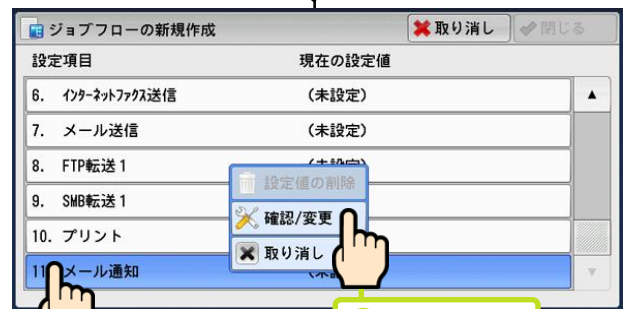 ジョブフローの新規作成 取り消し 閉じる
設定項目 現在の設定値
6. インターネットファクス送信 (未設定)
7. メール送信 (未設定)
8. FTP転送 1
設定値の削除
9. SMB転送 1
確認/変更
10. プリント
取り消し
11 メール通知